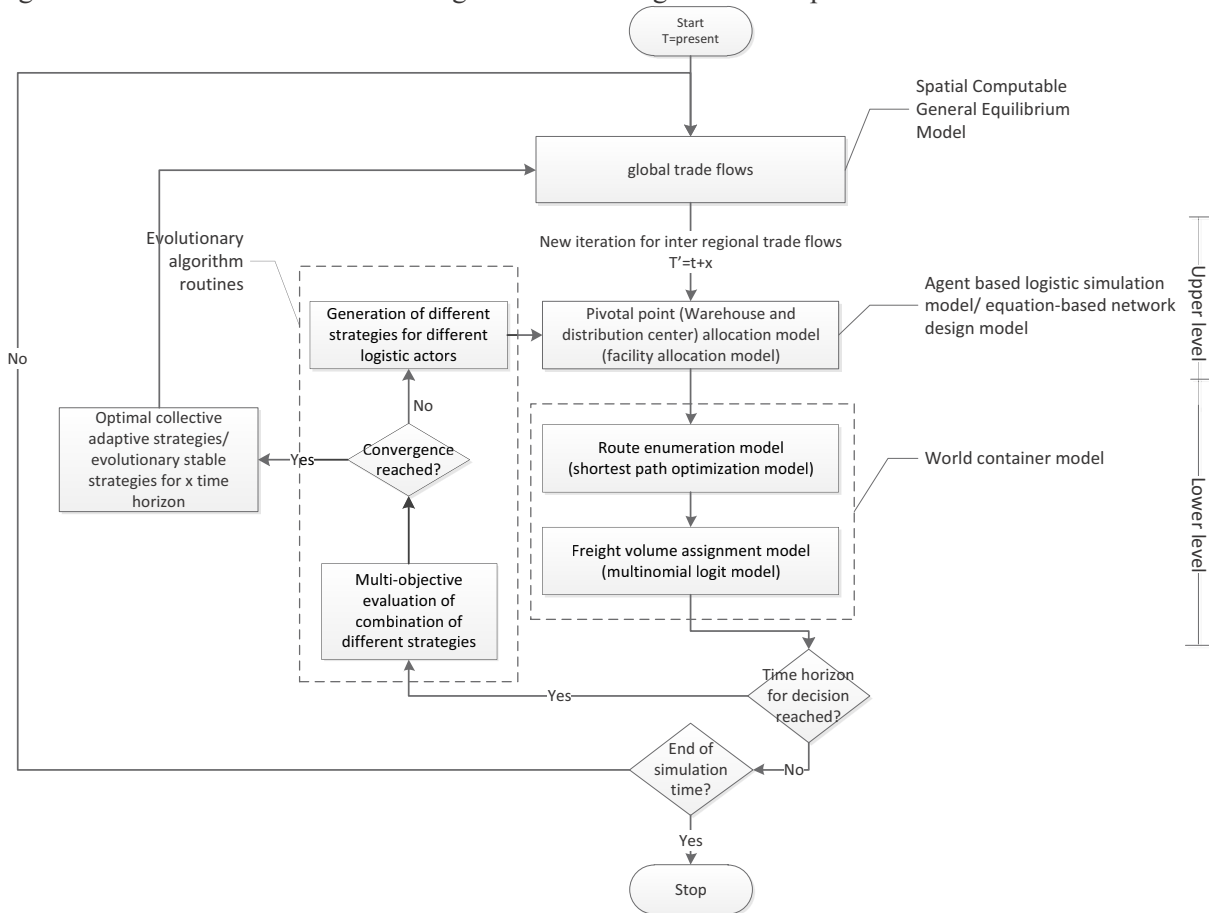 Start
T=present
Spatial Computable
General Equilibrium
Model
global trade flows
New iteration for inter regional trade flows
T’=t+x
Evolutionary
algorithm
routines
Generation of different
strategies for different
logistic actors
Pivotal point (Warehouse and
distribution center) allocation model
(facility allocation model)
Agent based logistic simulation
model/ equation-based network
design model
Upper level
No
No
Optimal collective
adaptive strategies/
evolutionary stable
strategies for x time
horizon
Yes
Convergence
reached?
Route enumeration model
(shortest path optimization model)
World container model
Lower level
Freight volume assignment model
(multinomial logit model)
Multi-objective
evaluation of
combination of
different strategies
Yes
Time horizon
for decision
reached?
End of
simulation
time?
No
Yes
Stop